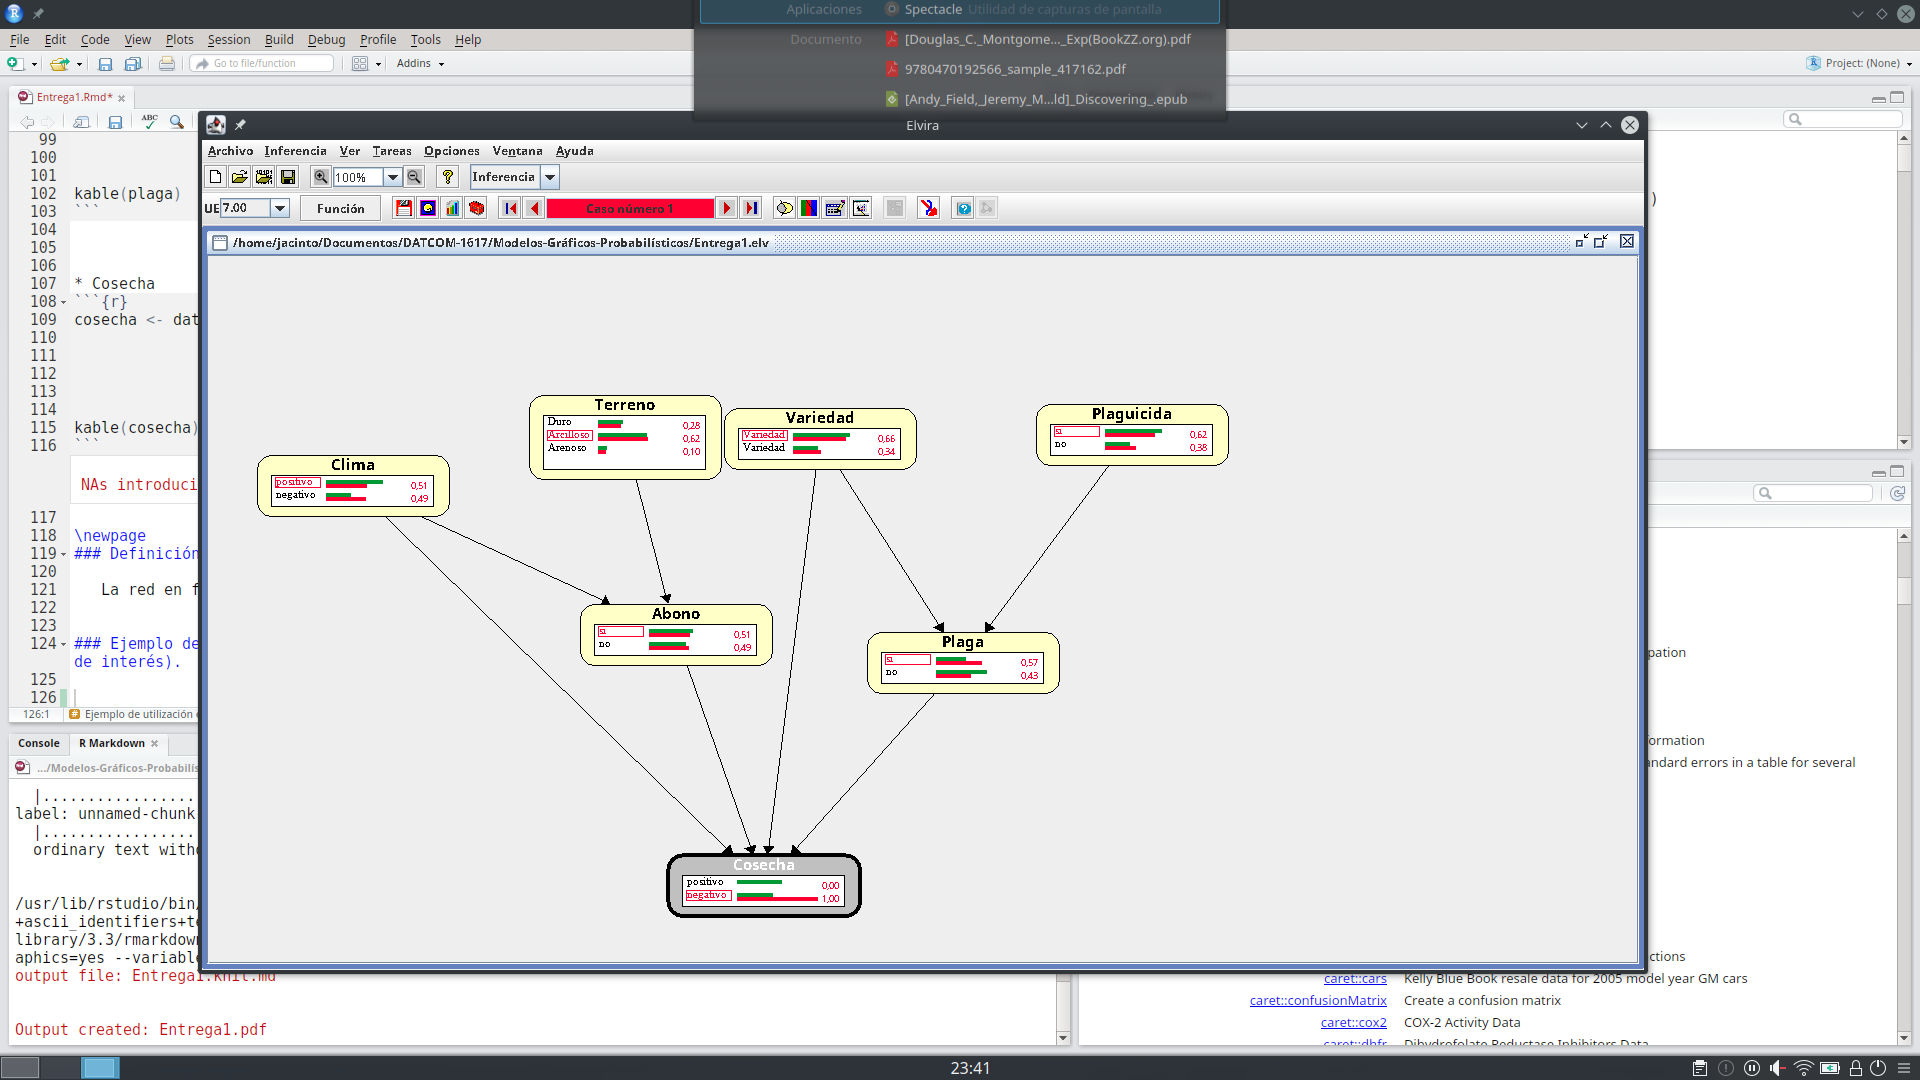 Aplicaciones Spectacle Utilidad de capturas de pantalla
Documento [Douglas_C._Montgome..._Exp(BookZZ.org).pdf
9780470192566_sample_417162.pdf
[Andy_Field,_Jeremy_M...ld]_Discovering_.epub
File Edit Code View Plots Session Build Debug Profile Tools Help
Go to file/function
Addins
Project: (None)
Entrega1.Rmd*
ABC
99
100
101
102 kable(plaga)
103 ```
104
105
106
107 * Cosecha
108 ```{r}
109 cosecha <- dat
110
111
112
113
114
115 kable(cosecha)
116 ```
NAs introduci
117
118 \newpage
119 ### Definición
120
121 La red en f
122
123
124 ### Ejemplo de
de interés).
125
126
126:1 Ejemplo de utilización
Console R Markdown
.../Modelos-Gráficos-Probabilís
|.................
label: unnamed-chunk
|.................
ordinary text with
/usr/lib/rstudio/bin/
+ascii_identifiers+te
library/3.3/rmarkdown
aphics=yes --variable
output file: Entrega1.knit.md
Output created: Entrega1.pdf
Elvira
Archivo Inferencia Ver Tareas Opciones Ventana Ayuda
100%
Inferencia
UE 7.00
Función
Caso número 1
/home/jacinto/Documentos/DATCOM-1617/Modelos-Gráficos-Probabilísticos/Entrega1.elv
Terreno
Duro 0,28
Arcilloso 0,62
Arenoso 0,10
Variedad
Variedad 0,66
Variedad 0,34
Plaguicida
si 0,62
no 0,38
Clima
positivo 0,51
negativo 0,49
Abono
si 0,51
no 0,49
Plaga
si 0,57
no 0,43
Cosecha
positivo 0,00
negativo 1,00
)
pation
ormation
andard errors in a table for several
ctions
caret::cars Kelly Blue Book resale data for 2005 model year GM cars
caret::confusionMatrix Create a confusion matrix
caret::cox2 COX-2 Activity Data
caret::dhfr Dihydrofolate Reductase Inhibitors Data
23:41